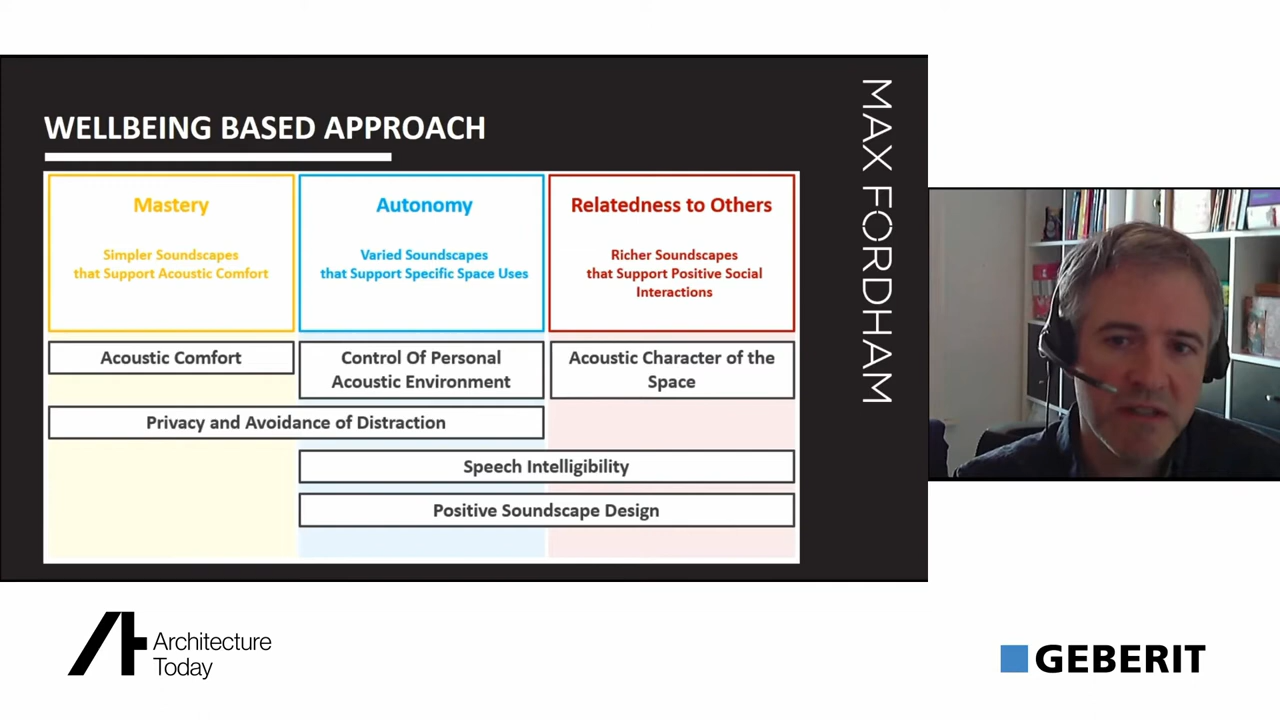 WELLBEING BASED APPROACH
MAX FORDHAM
Mastery
Simpler Soundscapes
that Support Acoustic Comfort
Autonomy
Varied Soundscapes
that Support Specific Space Uses
Relatedness to Others
Richer Soundscapes
that Support Positive Social
Interactions
Acoustic Comfort
Control Of Personal
Acoustic Environment
Acoustic Character of the
Space
Privacy and Avoidance of Distraction
Speech Intelligibility
Positive Soundscape Design
Architecture
Today
GEBERIT